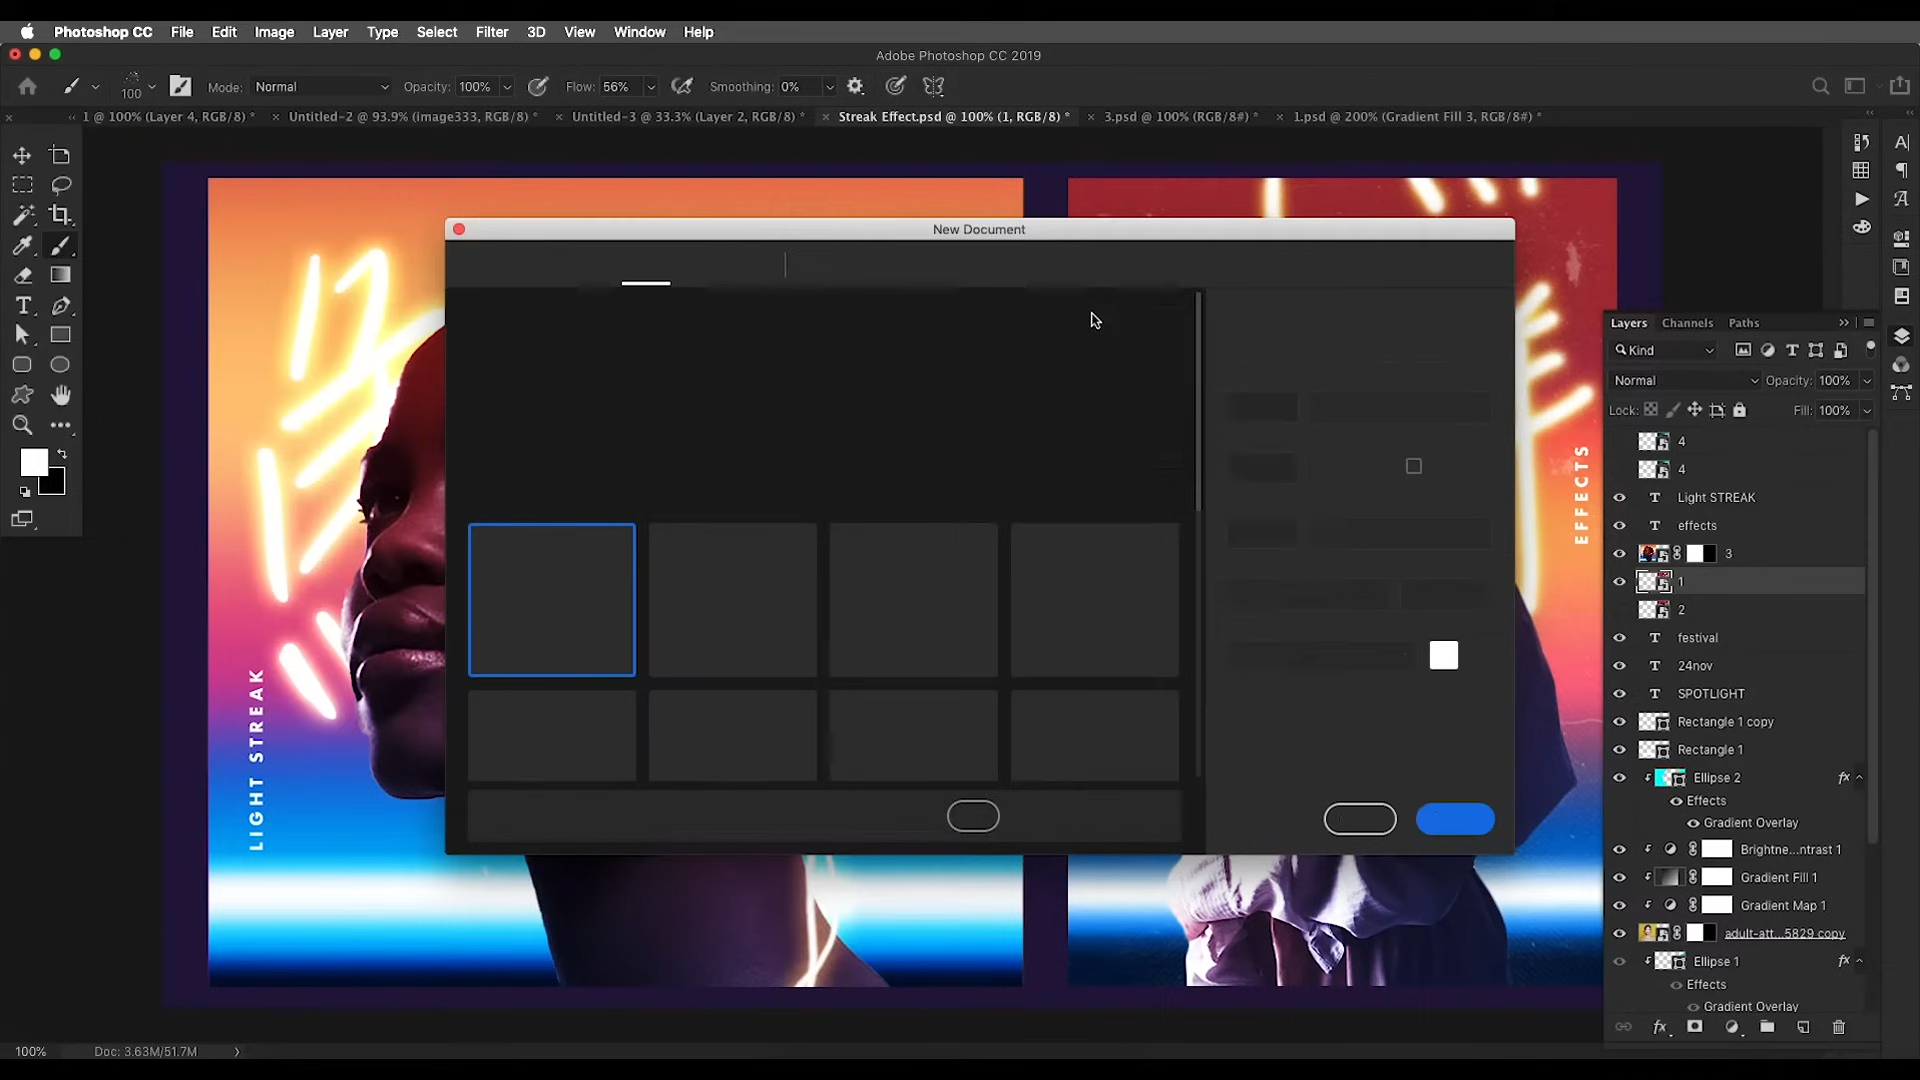 Photoshop CC File Edit Image Layer Type Select Filter 3D View Window Help
Adobe Photoshop CC 2019
100 Mode: Normal Opacity: 100% Flow: 56% Smoothing: 0%
1 @ 100% (Layer 4, RGB/8) * Untitled-2 @ 93.9% (image333, RGB/8) * Untitled-3 @ 33.3% (Layer 2, RGB/8) * Streak Effect.psd @ 100% (1, RGB/8) * 3.psd @ 100% (RGB/8#) * 1.psd @ 200% (Gradient Fill 3, RGB/8#) *
New Document
LIGHT STREAK
EFFECTS
Layers Channels Paths
Kind
Normal Opacity: 100%
Lock: Fill: 100%
4
4
Light STREAK
effects
3
1
2
festival
24nov
SPOTLIGHT
Rectangle 1 copy
Rectangle 1
Ellipse 2 fx
Effects
Gradient Overlay
Brightne...ntrast 1
Gradient Fill 1
Gradient Map 1
adult-att...5829 copy
Ellipse 1 fx
Effects
Gradient Overlay
fx
100% Doc: 3.63M/51.7M